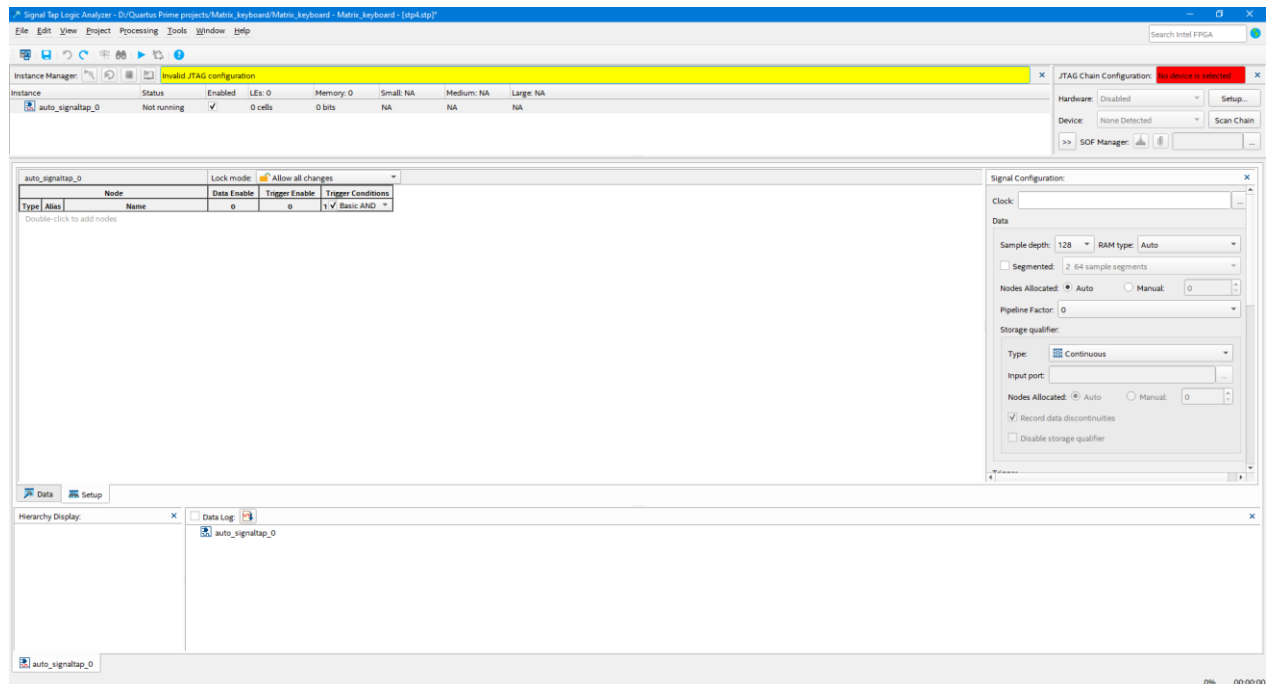 Signal Tap Logic Analyzer - D:/Quartus Prime projects/Matrix_keyboard/Matrix_keyboard - Matrix_keyboard - [stp4.stp]*
File Edit View Project Processing Tools Window Help
Search Intel FPGA
Instance Manager: Invalid JTAG configuration
JTAG Chain Configuration: No device is selected
Instance Status Enabled LEs: 0 Memory: 0 Small: NA Medium: NA Large: NA
auto_signaltap_0 Not running 0 cells 0 bits NA NA NA
Hardware: Disabled Setup...
Device: None Detected Scan Chain
>> SOF Manager: ...
auto_signaltap_0 Lock mode: Allow all changes
Node Data Enable Trigger Enable Trigger Conditions
Type Alias Name 0 0 1 Basic AND
Double-click to add nodes
Signal Configuration:
Clock: ...
Data
Sample depth: 128 RAM type: Auto
Segmented: 2 64 sample segments
Nodes Allocated: Auto Manual: 0
Pipeline Factor: 0
Storage qualifier:
Type: Continuous
Input port: ...
Nodes Allocated: Auto Manual: 0
Record data discontinuities
Disable storage qualifier
Trigger
Data Setup
Hierarchy Display:
Data Log:
auto_signaltap_0
auto_signaltap_0
0% 00:00:00